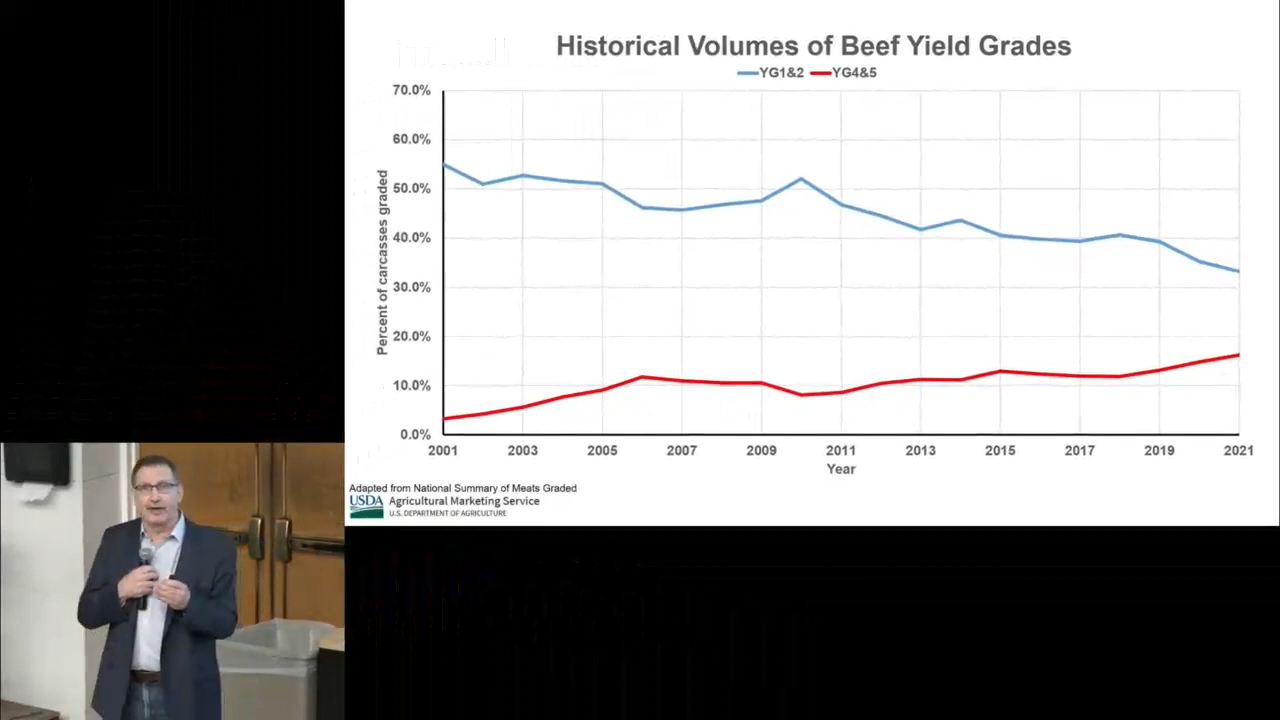 Historical Volumes of Beef Yield Grades
YG1&2 YG4&5
70.0%
60.0%
50.0%
40.0%
30.0%
20.0%
10.0%
0.0%
Percent of carcasses graded
2001 2003 2005 2007 2009 2011 2013 2015 2017 2019 2021
Year
Adapted from National Summary of Meats Graded
USDA Agricultural Marketing Service
U.S. DEPARTMENT OF AGRICULTURE